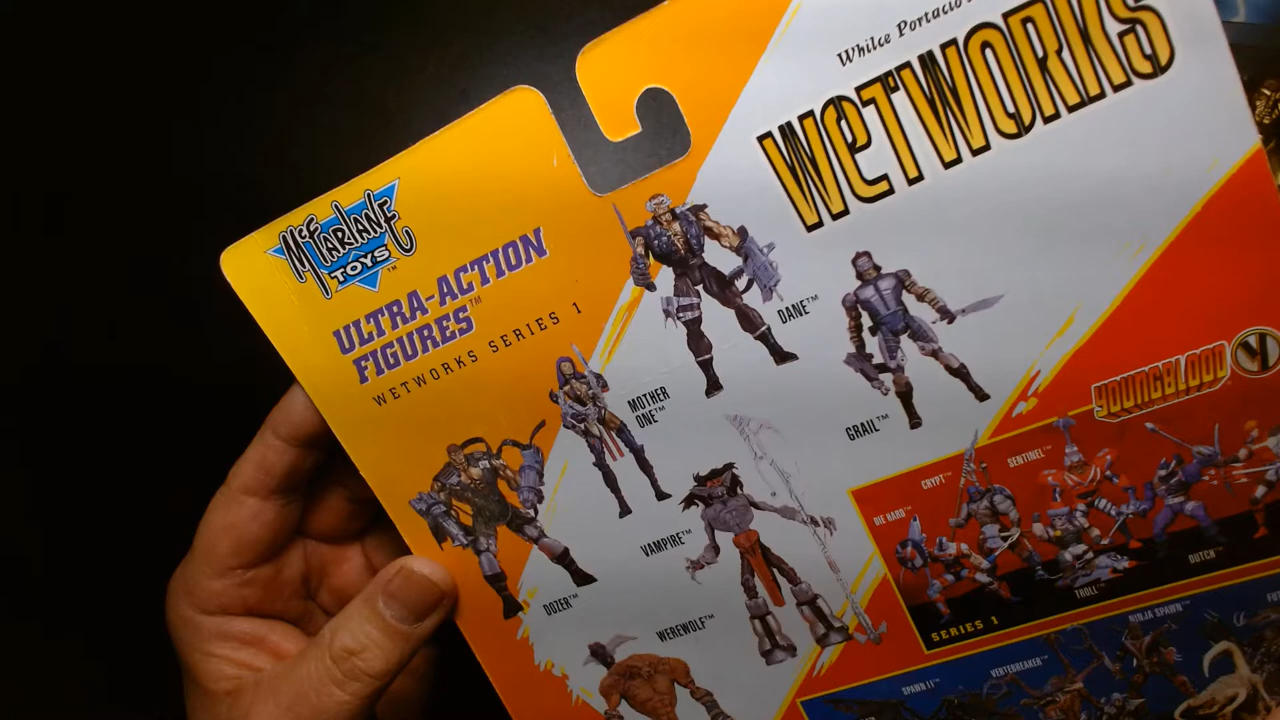 Whilce Portacio
WETWORKS
McFARLANE
TOYS™
ULTRA-ACTION
FIGURES™
WETWORKS SERIES 1
DANE™
GRAIL™
MOTHER
ONE™
VAMPIRE™
DOZER™
WEREWOLF™
YOUNGBLOOD
SENTINEL™
CRYPT™
DIE HARD™
DUTCH™
TROLL™
SERIES 1
NINJA SPAWN™
VERTEBREAKER™
SPAWN II™